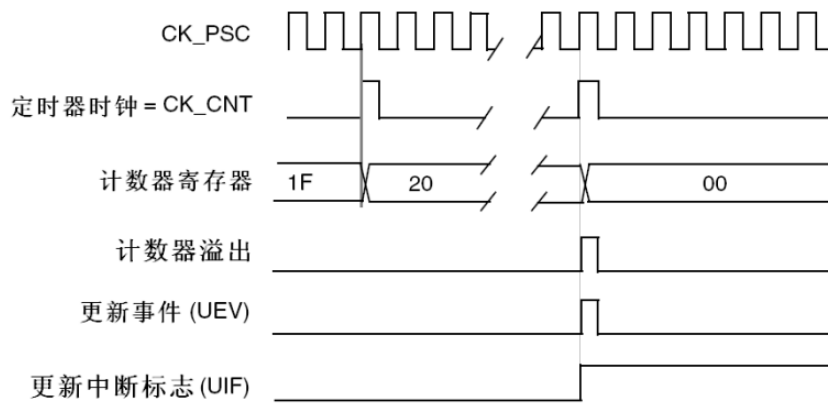 CK_PSC
定时器时钟 = CK_CNT
计数器寄存器 1F 20 00
计数器溢出
更新事件 (UEV)
更新中断标志 (UIF)